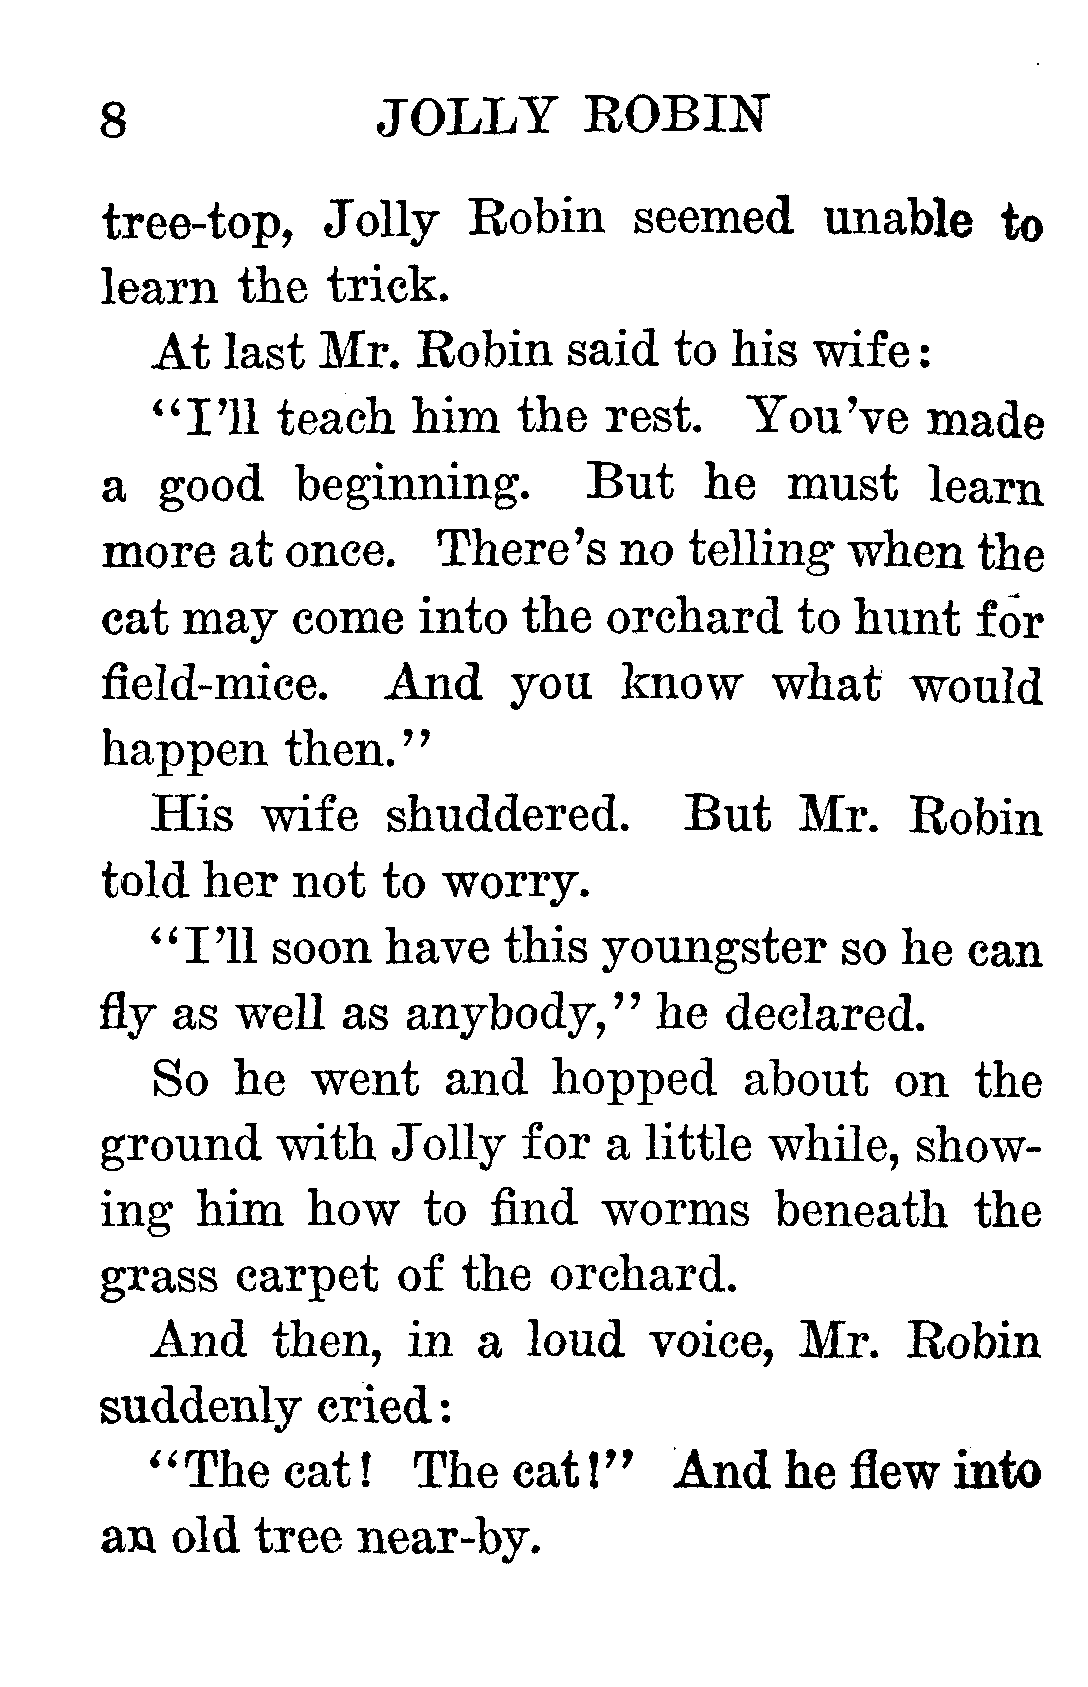 8 JOLLY ROBIN
tree-top, Jolly Robin seemed unable to
learn the trick.
At last Mr. Robin said to his wife:
“I’ll teach him the rest. You’ve made
a good beginning. But he must learn
more at once. There’s no telling when the
cat may come into the orchard to hunt for
field-mice. And you know what would
happen then.”
His wife shuddered. But Mr. Robin
told her not to worry.
“I’ll soon have this youngster so he can
fly as well as anybody,” he declared.
So he went and hopped about on the
ground with Jolly for a little while, show-
ing him how to find worms beneath the
grass carpet of the orchard.
And then, in a loud voice, Mr. Robin
suddenly cried:
“The cat! The cat!” And he flew into
an old tree near-by.